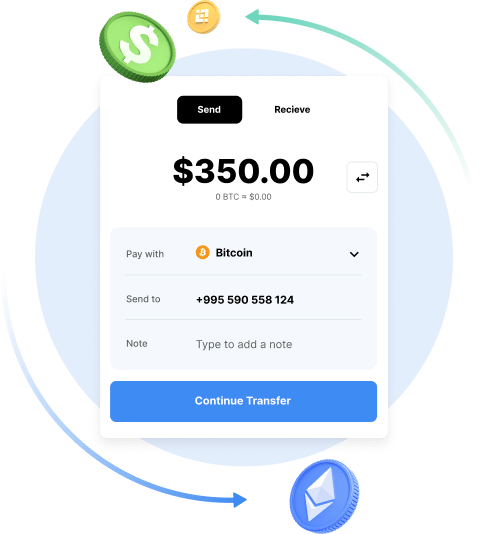 Send
Recieve
$350.00
0 BTC ≈ $0.00
Pay with
Bitcoin
Send to
+995 590 558 124
Note
Type to add a note
Continue Transfer